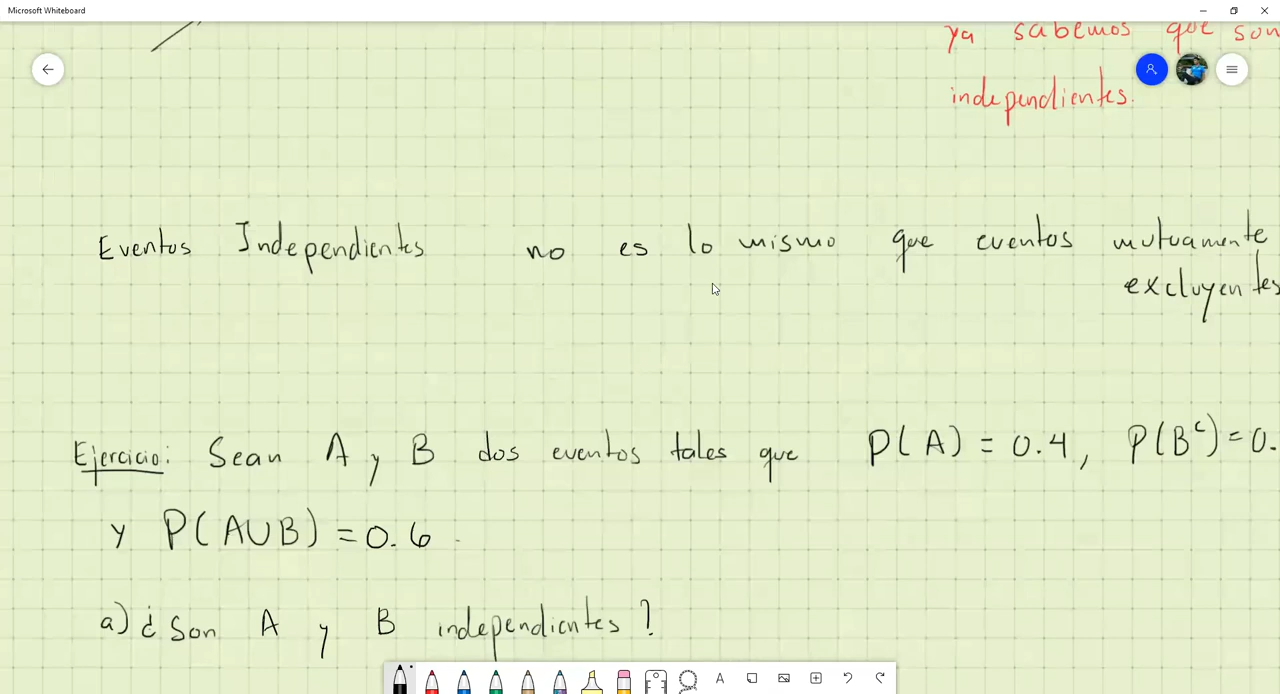 Microsoft Whiteboard
ya sabemos que son
independientes.
Eventos Independientes no es lo mismo que eventos mutuamente
excluyentes
Ejercicio: Sean A y B dos eventos tales que P(A) = 0.4, P(Bᶜ) = 0.
y P(A∪B) = 0.6
a) ¿Son A y B independientes?